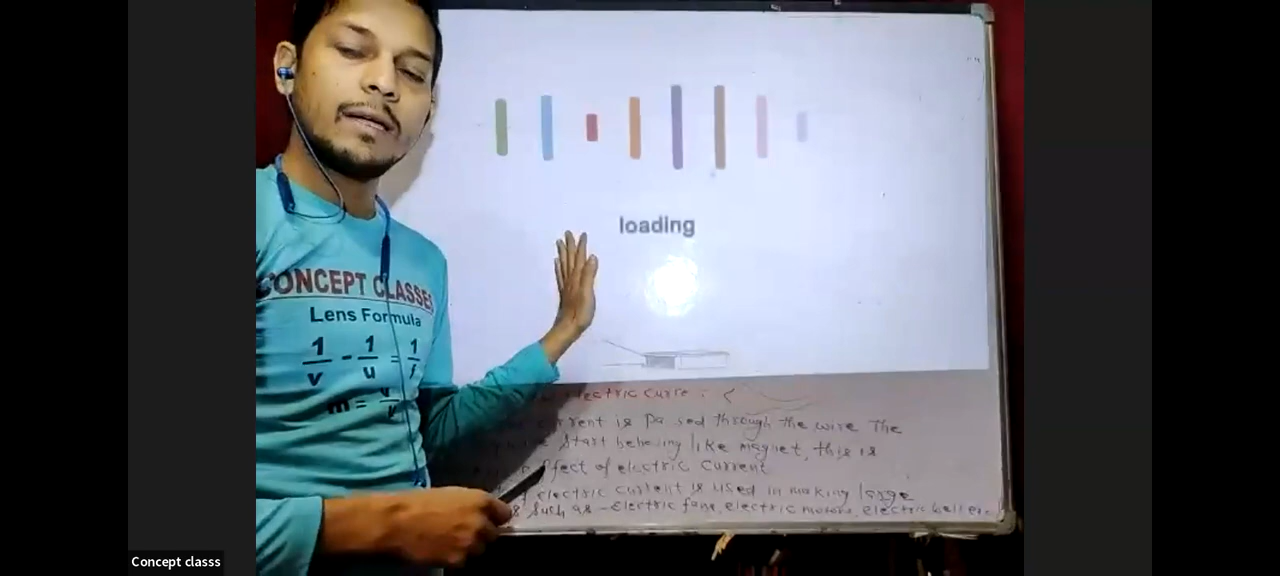 loading
CONCEPT CLASSES
Lens Formula
1/v - 1/u = 1/f
m =
electric curre
is Pa sed through the wire The
start behaving like magnet, this is
ffect of electric current
electric current is used in making large
such as - Electric fans, electric motors, electric bell etc
Concept classs